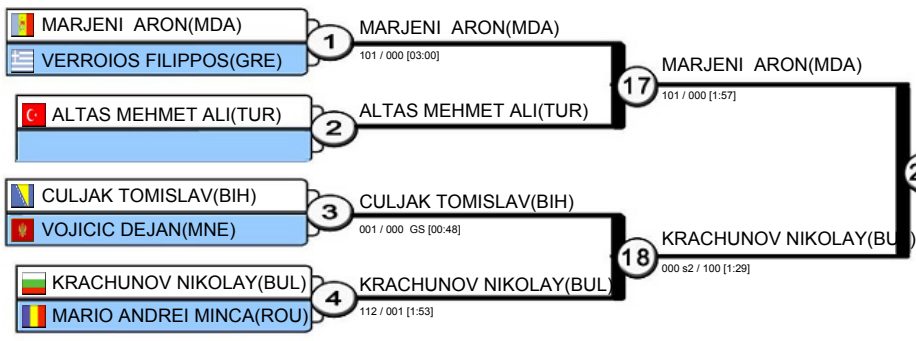 MARJENI ARON(MDA)
VERROIOS FILIPPOS(GRE)
1
MARJENI ARON(MDA)
101 / 000 [03:00]
ALTAS MEHMET ALI(TUR)
2
ALTAS MEHMET ALI(TUR)
17
MARJENI ARON(MDA)
101 / 000 [1:57]
CULJAK TOMISLAV(BIH)
VOJICIC DEJAN(MNE)
3
CULJAK TOMISLAV(BIH)
001 / 000 GS [00:48]
KRACHUNOV NIKOLAY(BUL)
MARIO ANDREI MINCA(ROU)
4
KRACHUNOV NIKOLAY(BUL)
112 / 001 [1:53]
18
KRACHUNOV NIKOLAY(BUL)
000 s2 / 100 [1:29]